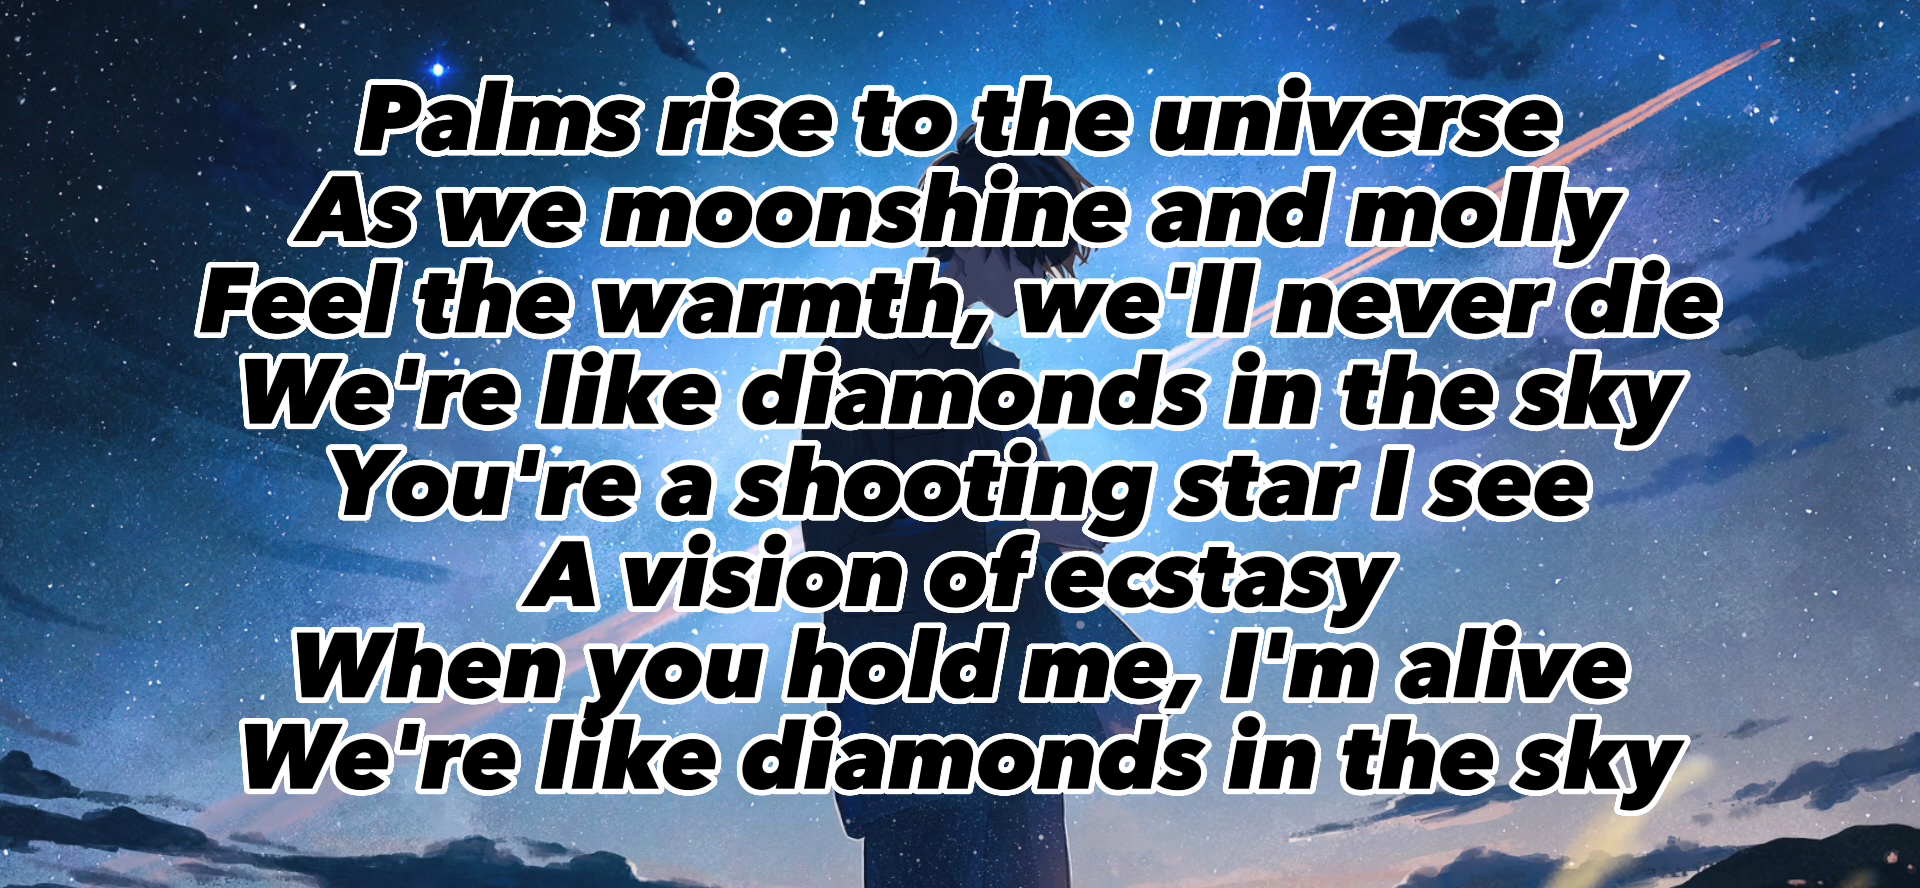 Palms rise to the universe
As we moonshine and molly
Feel the warmth, we'll never die
We're like diamonds in the sky
You're a shooting star I see
A vision of ecstasy
When you hold me, I'm alive
We're like diamonds in the sky